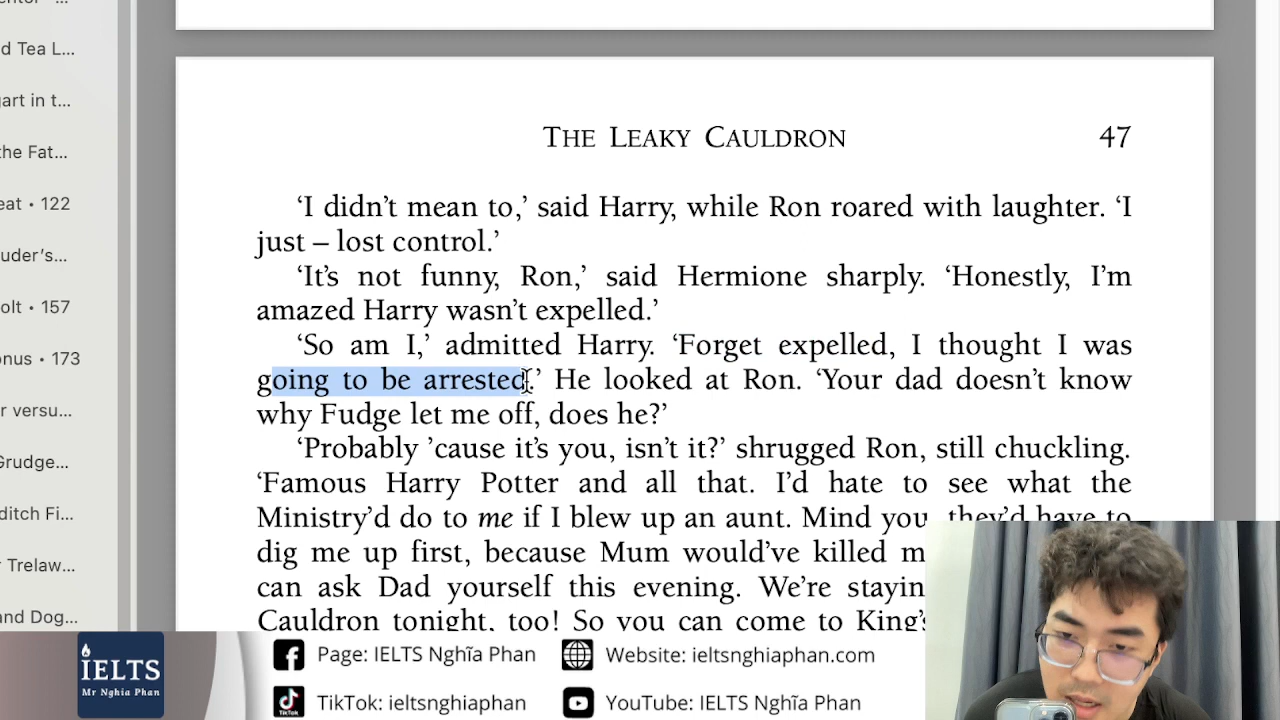 d Tea L...
art in t...
the Fat...
eat • 122
uder's...
olt • 157
onus • 173
r versu...
Grudge...
ditch Fi...
Trelaw...
and Dog...
THE LEAKY CAULDRON 47
‘I didn’t mean to,’ said Harry, while Ron roared with laughter. ‘I
just – lost control.’
‘It’s not funny, Ron,’ said Hermione sharply. ‘Honestly, I’m
amazed Harry wasn’t expelled.’
‘So am I,’ admitted Harry. ‘Forget expelled, I thought I was
going to be arrested.’ He looked at Ron. ‘Your dad doesn’t know
why Fudge let me off, does he?’
‘Probably ’cause it’s you, isn’t it?’ shrugged Ron, still chuckling.
‘Famous Harry Potter and all that. I’d hate to see what the
Ministry’d do to me if I blew up an aunt. Mind you, they’d have to
dig me up first, because Mum would’ve killed m
can ask Dad yourself this evening. We’re stayin
Cauldron tonight, too! So you can come to King’s
IELTS
Mr Nghia Phan
Page: IELTS Nghĩa Phan
Website: ieltsnghiaphan.com
TikTok: ieltsnghiaphan
YouTube: IELTS Nghĩa Phan